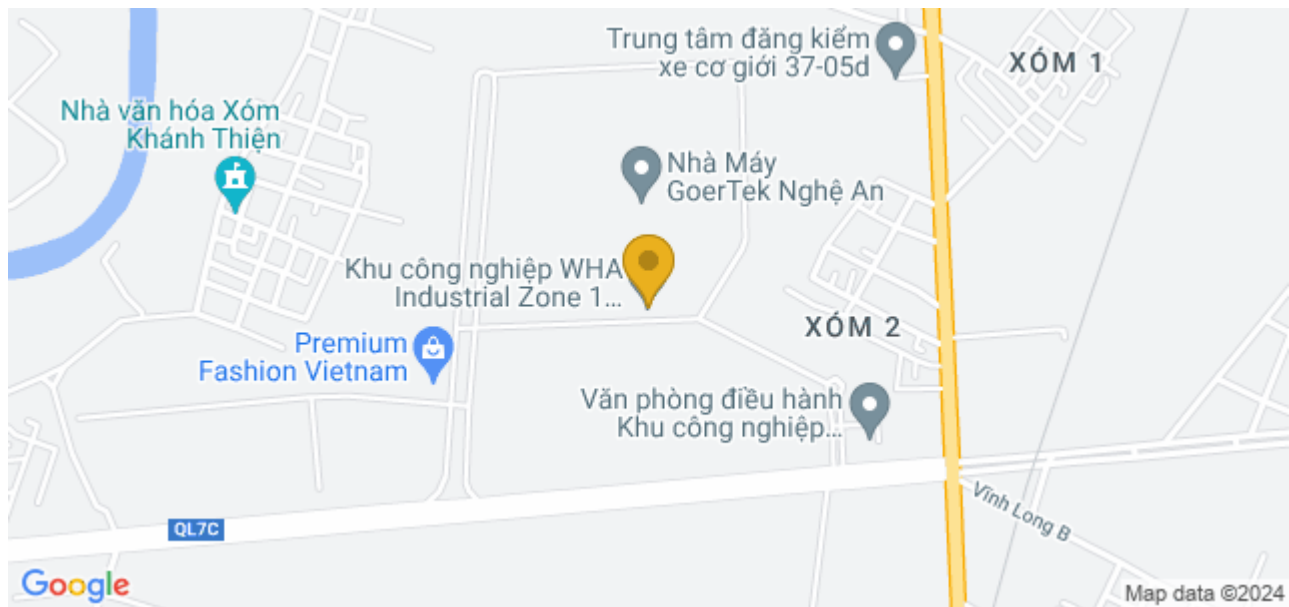 Trung tâm đăng kiểm
xe cơ giới 37-05d
XÓM 1
Nhà văn hóa Xóm
Khánh Thiện
Nhà Máy
GoerTek Nghệ An
Khu công nghiệp WHA
Industrial Zone 1...
XÓM 2
Premium
Fashion Vietnam
Văn phòng điều hành
Khu công nghiệp...
Vĩnh Long B
QL7C
Google
Map data ©2024